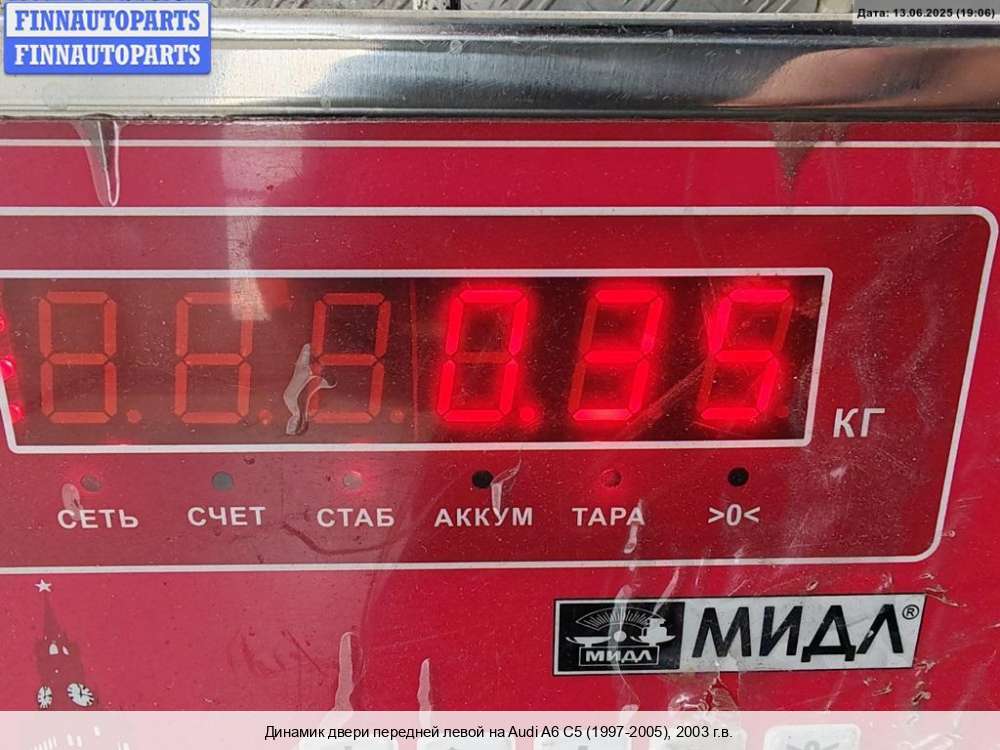 FINNAUTOPARTS
FINNAUTOPARTS
Дата: 13.06.2025 (19:06)
0.35
КГ
СЕТЬ СЧЕТ СТАБ АККУМ ТАРА >0<
МИДЛ МИДЛ®
Динамик двери передней левой на Audi A6 C5 (1997-2005), 2003 г.в.